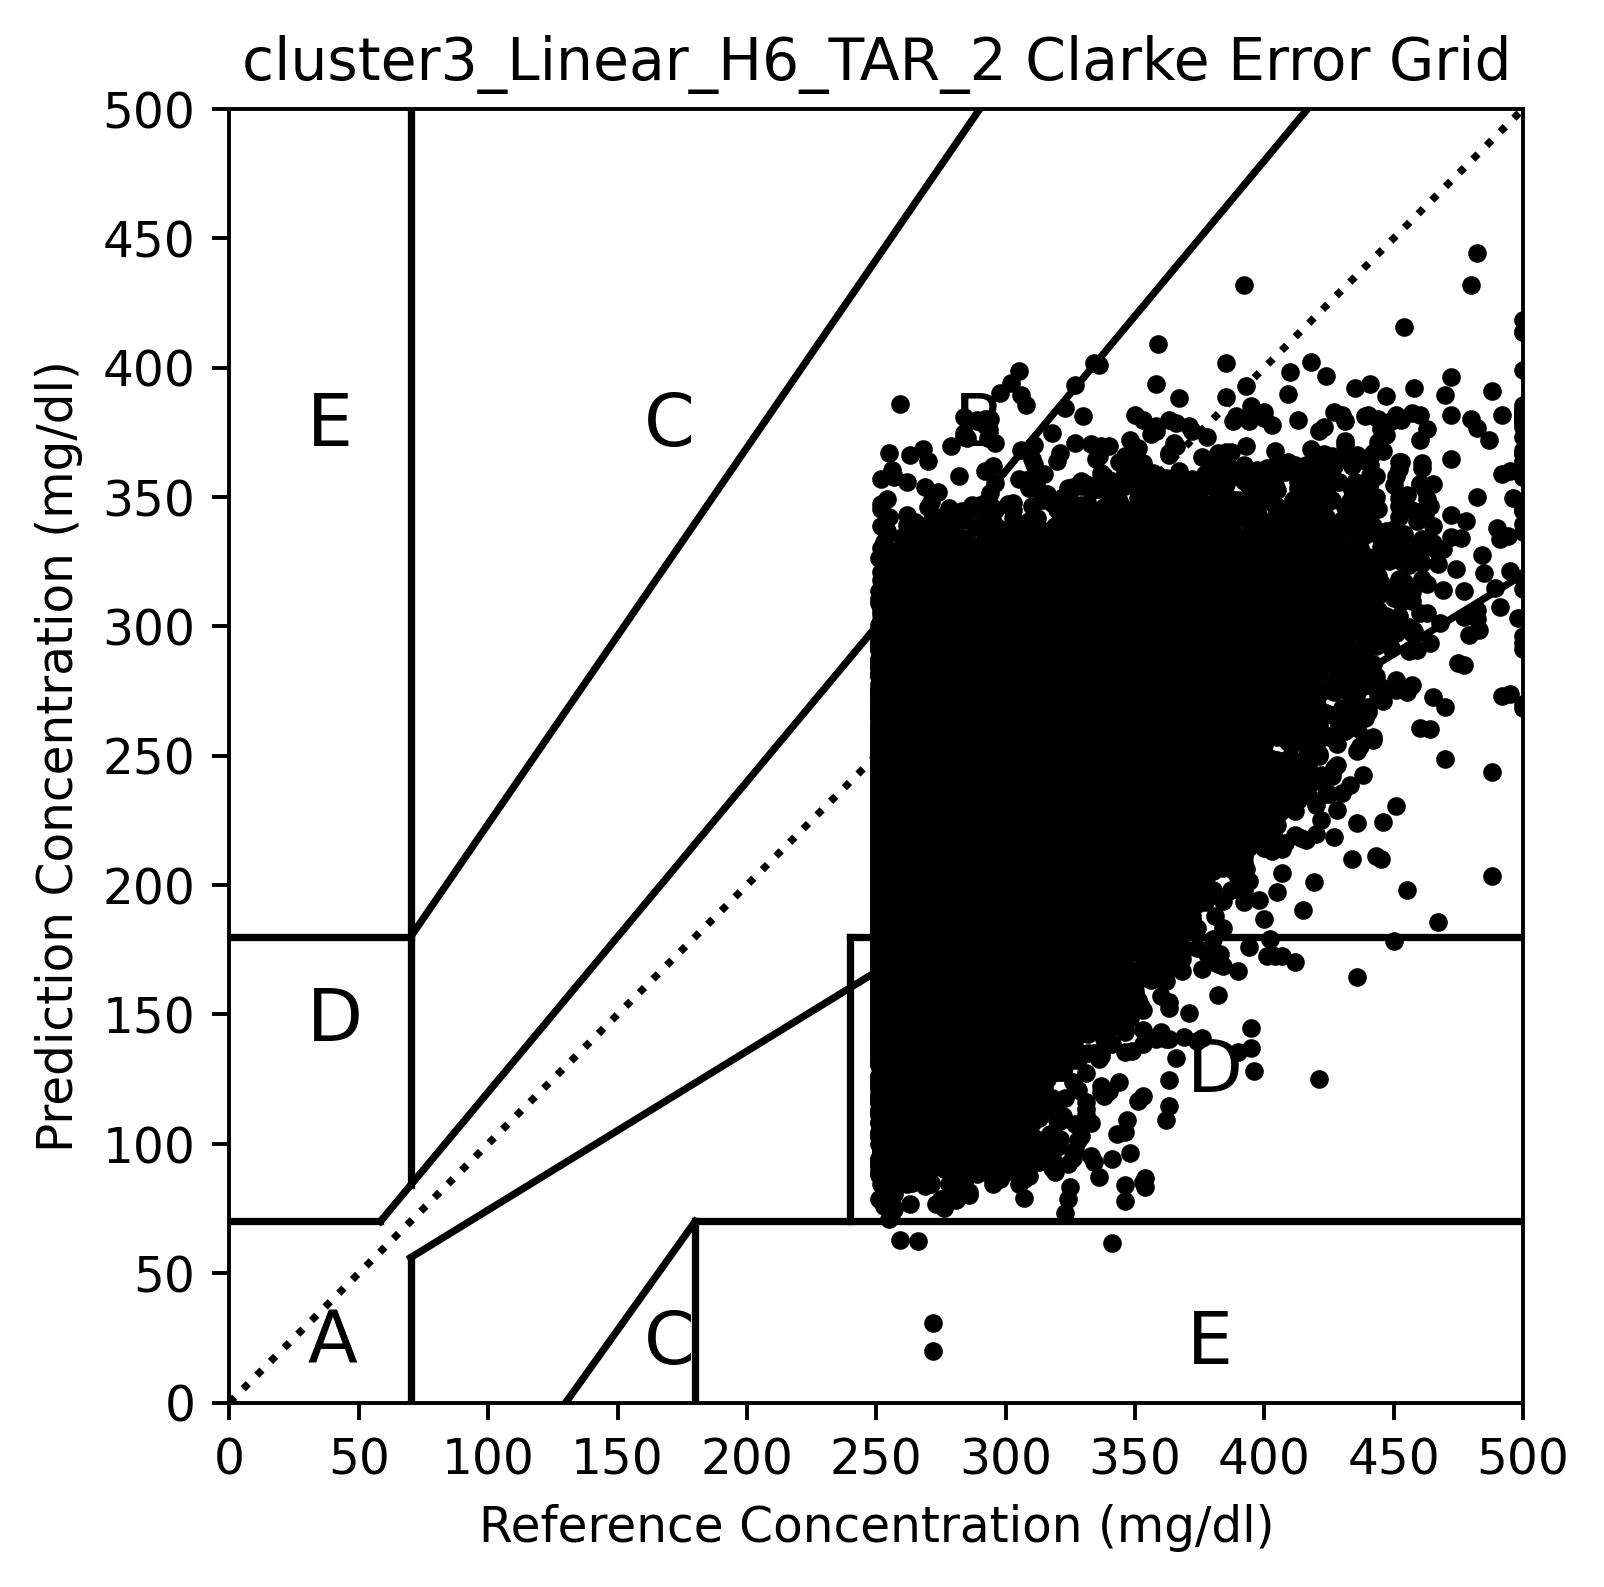 cluster3_Linear_H6_TAR_2 Clarke Error Grid
Prediction Concentration (mg/dl)
500
450
400
350
300
250
200
150
100
50
0
E
C
B
D
D
A
C
E
0 50 100 150 200 250 300 350 400 450 500
Reference Concentration (mg/dl)